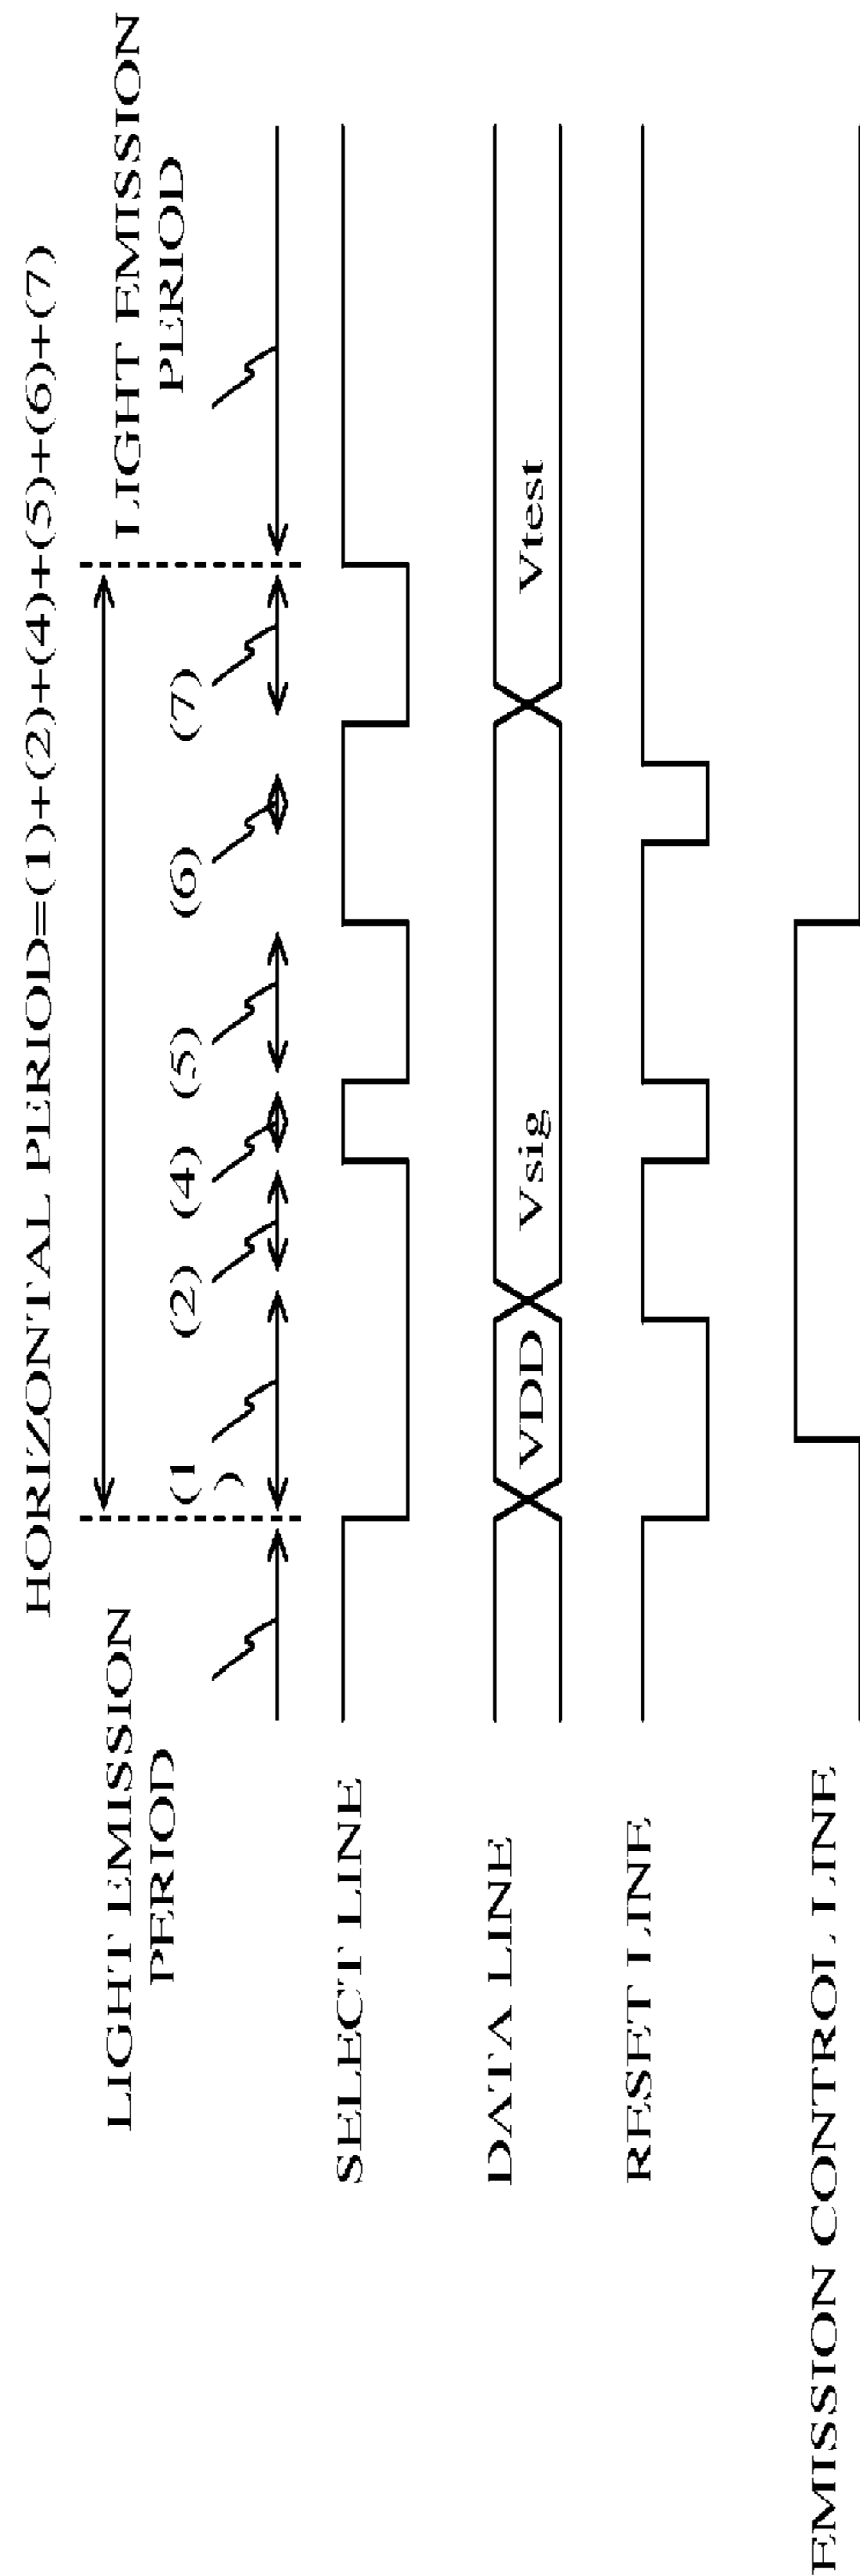 HORIZONTAL PERIOD=(1)+(2)+(4)+(5)+(6)+(7)
LIGHT EMISSION
PERIOD
(1
)
(2)
(4)
(5)
(6)
(7)
LIGHT EMISSION
PERIOD
SELECT LINE
DATA LINE
VDD
Vsig
Vtest
RESET LINE
EMISSION CONTROL LINE